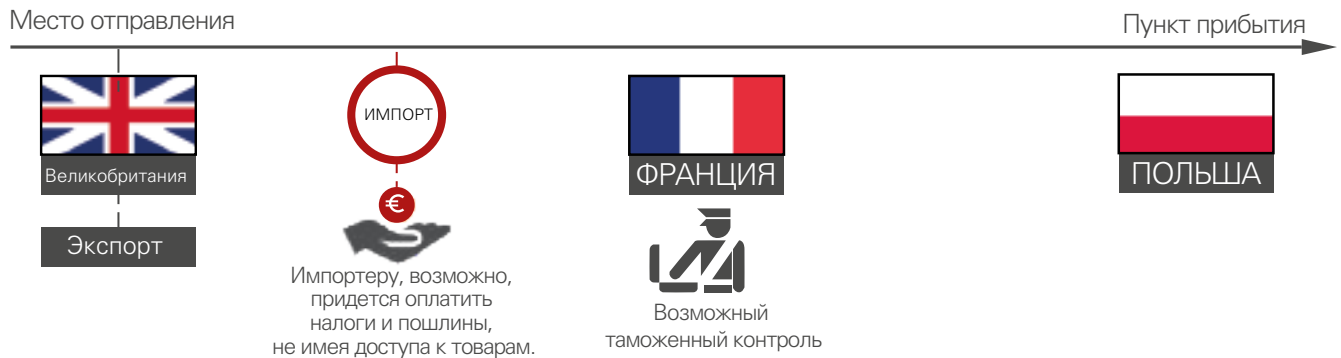 Место отправления
Пункт прибытия
ИМПОРТ
Великобритания
ФРАНЦИЯ
ПОЛЬША
€
Экспорт
Импортеру, возможно,
придется оплатить
налоги и пошлины,
не имея доступа к товарам.
Возможный
таможенный контроль